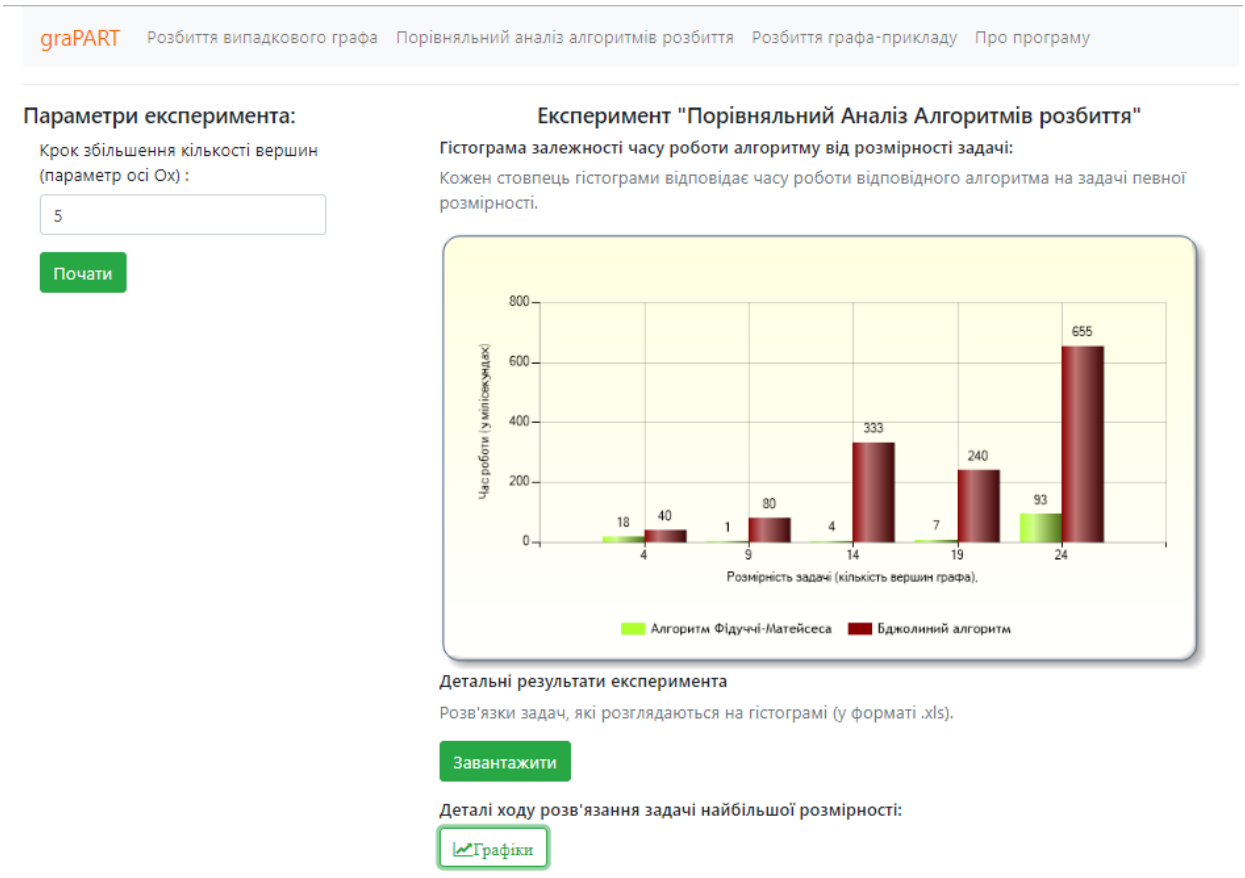 graPART Розбиття випадкового графа Порівняльний аналіз алгоритмів розбиття Розбиття графа-прикладу Про програму
Параметри експеримента:
Крок збільшення кількості вершин
(параметр осі Ох) :
5
Почати
Експеримент "Порівняльний Аналіз Алгоритмів розбиття"
Гістограма залежності часу роботи алгоритму від розмірності задачі:
Кожен стовпець гістограми відповідає часу роботи відповідного алгоритма на задачі певної
розмірності.
800
600
400
200
0
Час роботи (у мілісекундах)
18 40 1 80 4 333 7 240 93 655
4 9 14 19 24
Розмірність задачі (кількість вершин графа),
Алгоритм Фідуччі-Матейсеса Бджолиний алгоритм
Детальні результати експеримента
Розв'язки задач, які розглядаються на гістограмі (у форматі .xls).
Завантажити
Деталі ходу розв'язання задачі найбільшої розмірності:
Графіки